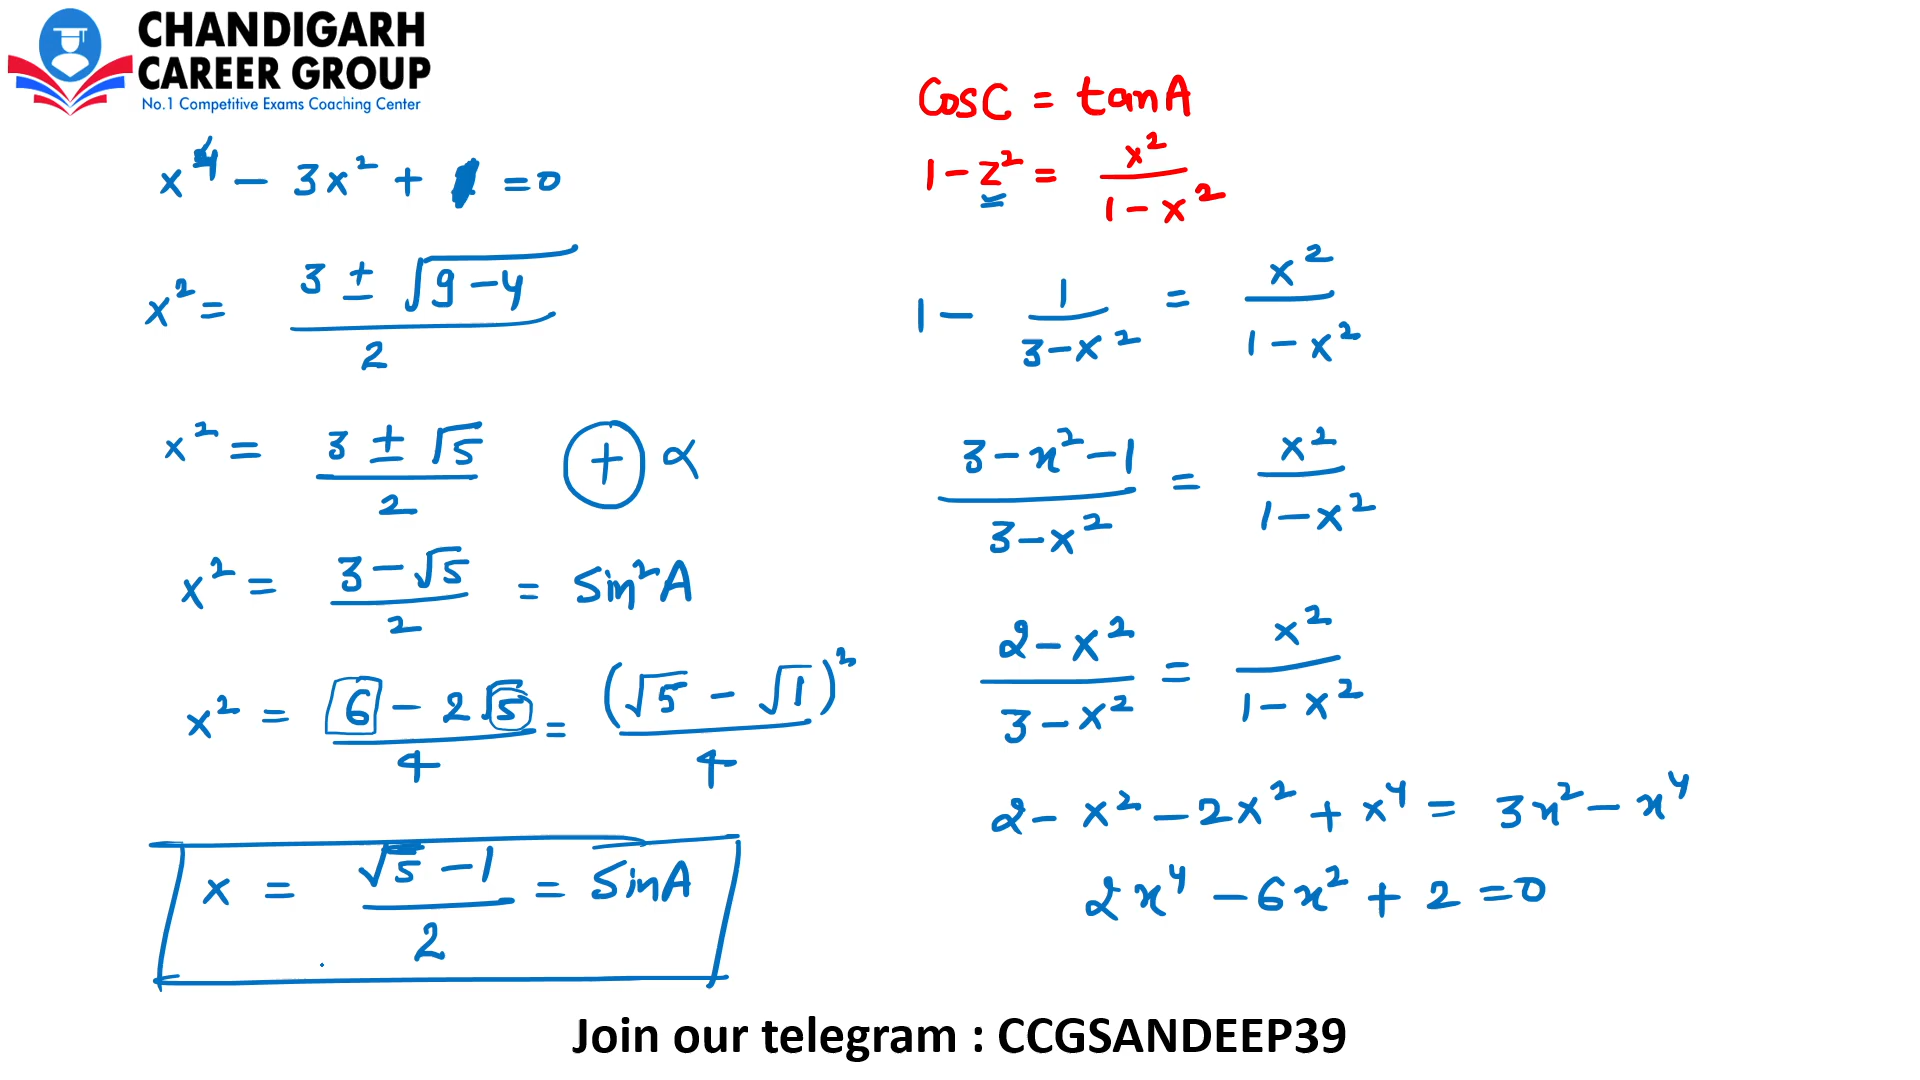 CHANDIGARH
CAREER GROUP
No.1 Competitive Exams Coaching Center
x⁴ − 3x² + 1 = 0
x² = (3 ± √(9−4)) / 2
x² = (3 ± √5) / 2 + α
x² = (3 − √5) / 2 = Sin²A
x² = (6 − 2√5) / 4 = (√5 − √1)² / 4
x = (√5 − 1) / 2 = SinA
CosC = tanA
1 − z² = x² / (1 − x²)
1 − 1 / (3−x²) = x² / (1 − x²)
(3 − x² − 1) / (3 − x²) = x² / (1 − x²)
(2 − x²) / (3 − x²) = x² / (1 − x²)
2 − x² − 2x² + x⁴ = 3x² − x⁴
2x⁴ − 6x² + 2 = 0
Join our telegram : CCGSANDEEP39